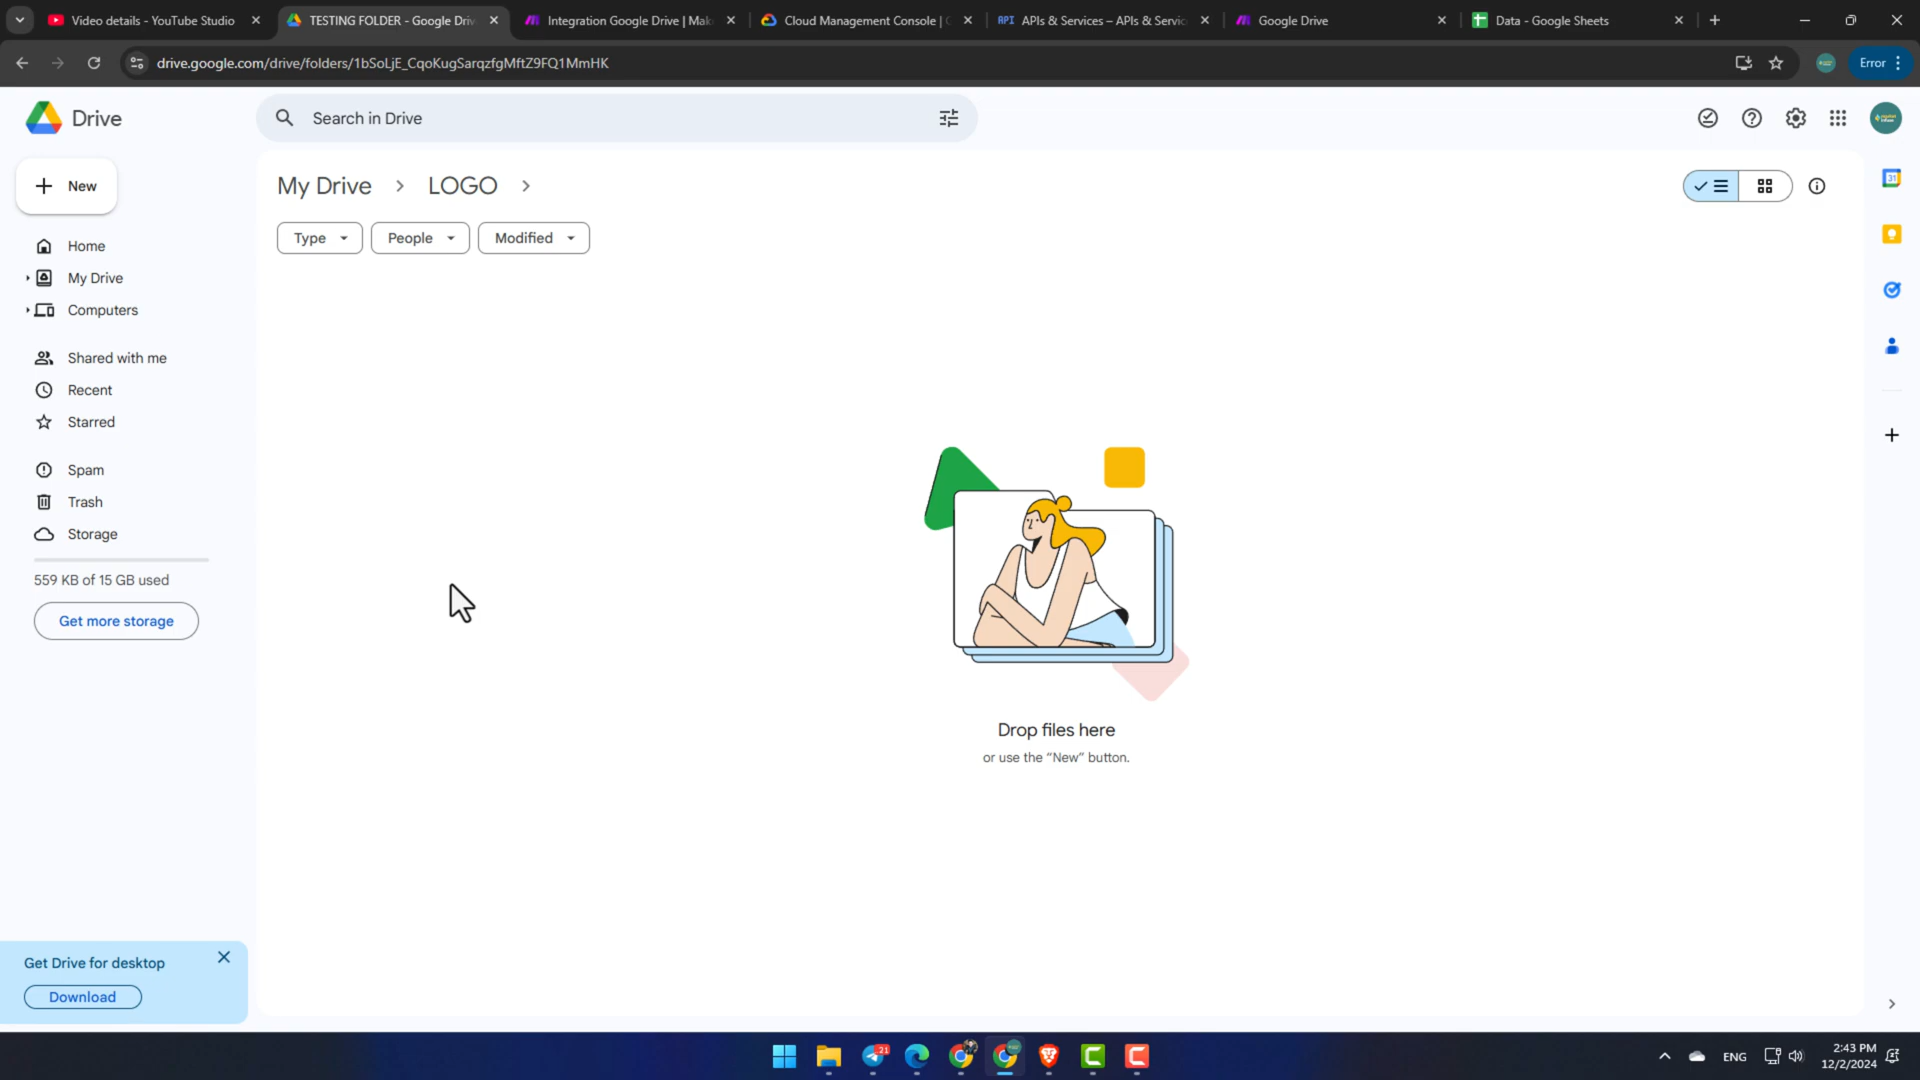 Video details - YouTube Studio
TESTING FOLDER - Google Driv
Integration Google Drive | Mak
Cloud Management Console |
API APIs & Services – APIs & Servic
Google Drive
Data - Google Sheets
drive.google.com/drive/folders/1bSoLjE_CqoKugSarqzfgMftZ9FQ1MmHK
Error
Drive
Search in Drive
New
My Drive
LOGO
Type
People
Modified
Home
My Drive
Computers
Shared with me
Recent
Starred
Spam
Trash
Storage
559 KB of 15 GB used
Get more storage
31
Drop files here
or use the “New” button.
Get Drive for desktop
Download
21
ENG
2:43 PM
12/2/2024